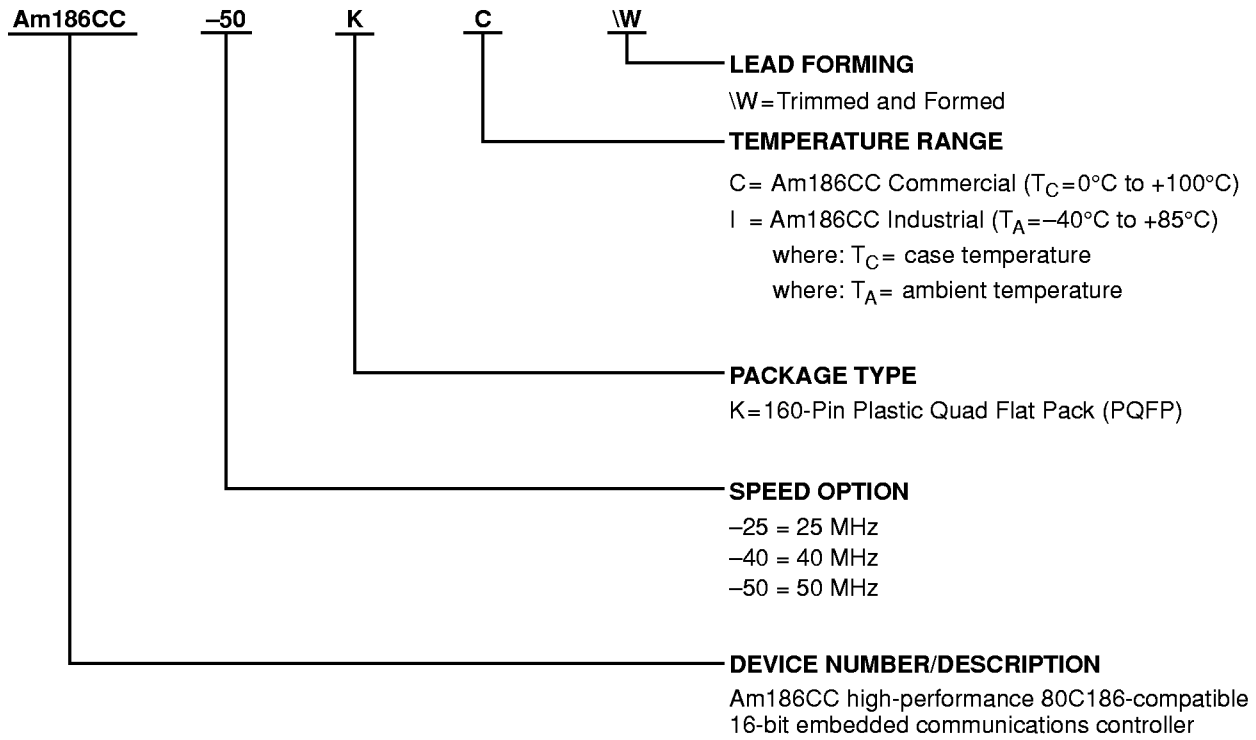 Am186CC –50 K C \W
LEAD FORMING
\W=Trimmed and Formed
TEMPERATURE RANGE
C= Am186CC Commercial (TC=0°C to +100°C)
I = Am186CC Industrial (TA=–40°C to +85°C)
where: TC= case temperature
where: TA= ambient temperature
PACKAGE TYPE
K=160-Pin Plastic Quad Flat Pack (PQFP)
SPEED OPTION
–25 = 25 MHz
–40 = 40 MHz
–50 = 50 MHz
DEVICE NUMBER/DESCRIPTION
Am186CC high-performance 80C186-compatible
16-bit embedded communications controller